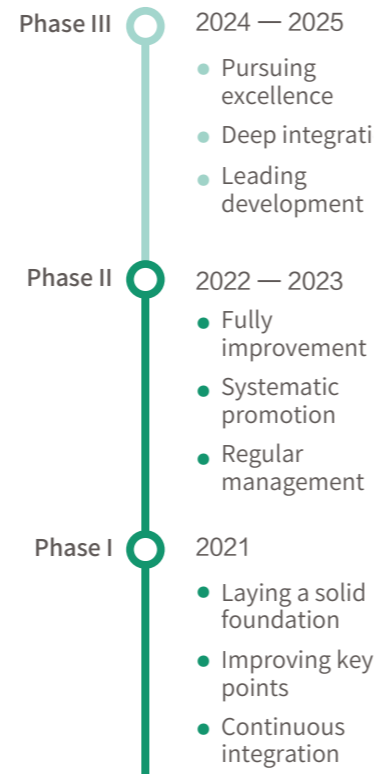 Phase III
2024 — 2025
Pursuing
excellence
Deep integrati
Leading
development
Phase II
2022 — 2023
Fully
improvement
Systematic
promotion
Regular
management
Phase I
2021
Laying a solid
foundation
Improving key
points
Continuous
integration